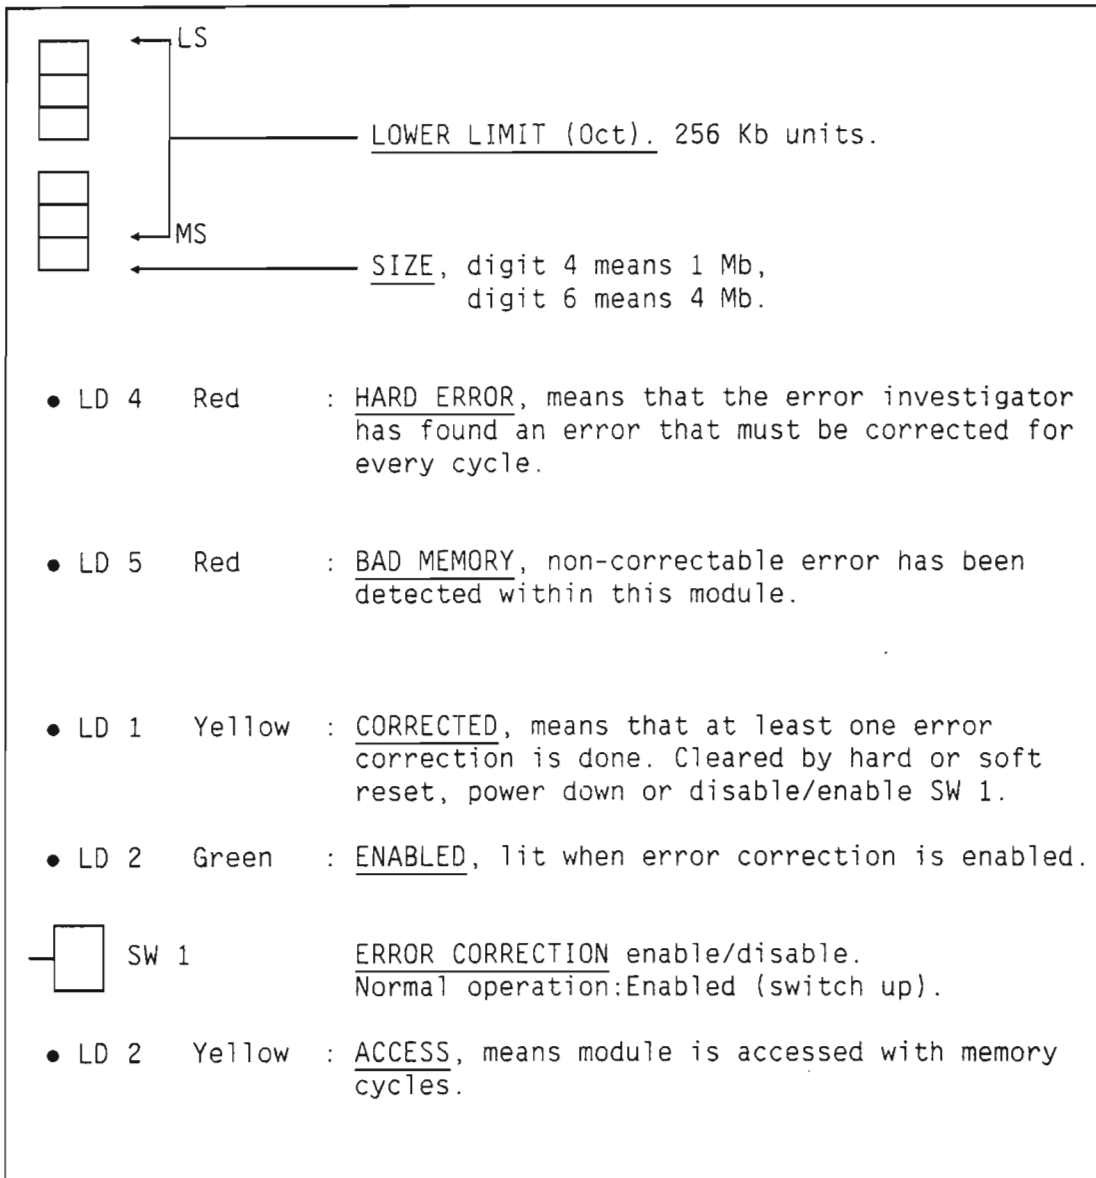 LS
LOWER LIMIT (Oct). 256 Kb units.
MS
SIZE, digit 4 means 1 Mb,
digit 6 means 4 Mb.
• LD 4 Red : HARD ERROR, means that the error investigator
has found an error that must be corrected for
every cycle.
• LD 5 Red : BAD MEMORY, non-correctable error has been
detected within this module.
• LD 1 Yellow : CORRECTED, means that at least one error
correction is done. Cleared by hard or soft
reset, power down or disable/enable SW 1.
• LD 2 Green : ENABLED, lit when error correction is enabled.
SW 1 ERROR CORRECTION enable/disable.
Normal operation:Enabled (switch up).
• LD 2 Yellow : ACCESS, means module is accessed with memory
cycles.